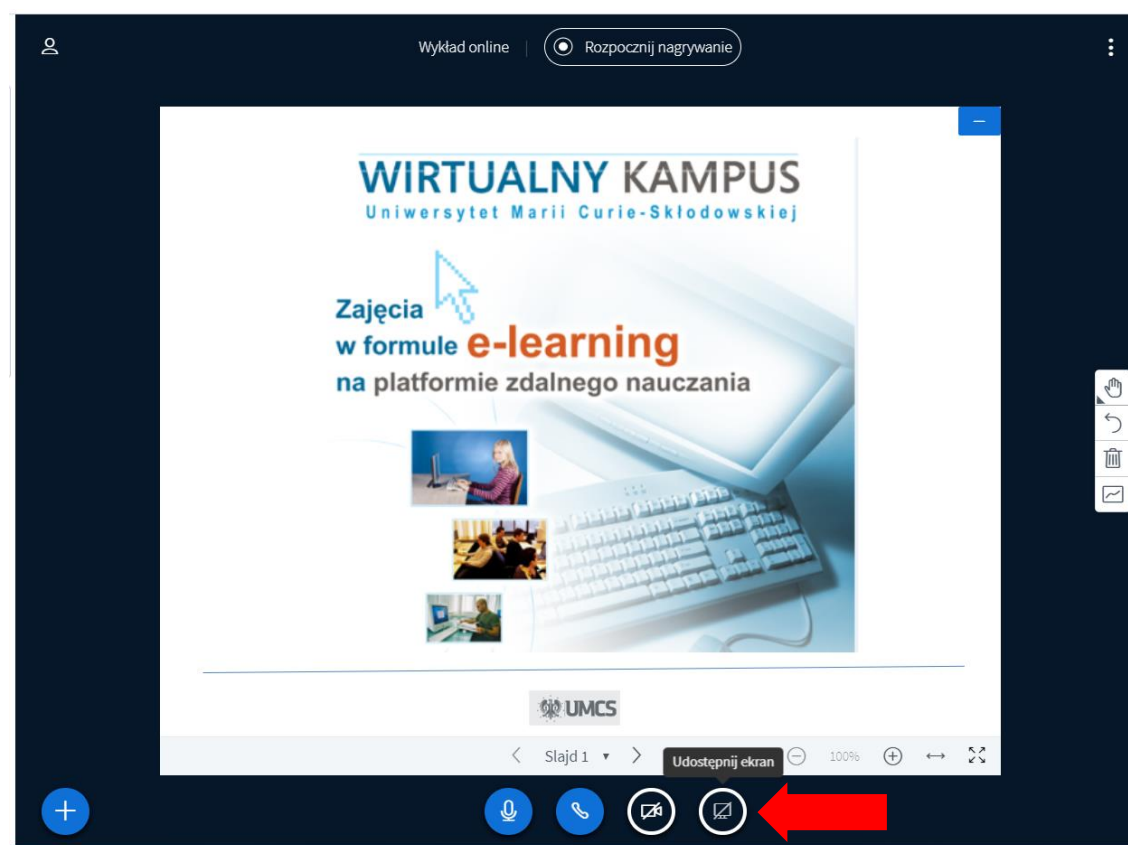 Wykład online
Rozpocznij nagrywanie
WIRTUALNY KAMPUS
Uniwersytet Marii Curie-Skłodowskiej
Zajęcia
w formule e-learning
na platformie zdalnego nauczania
UMCS
Slajd 1
Udostępnij ekran
100%